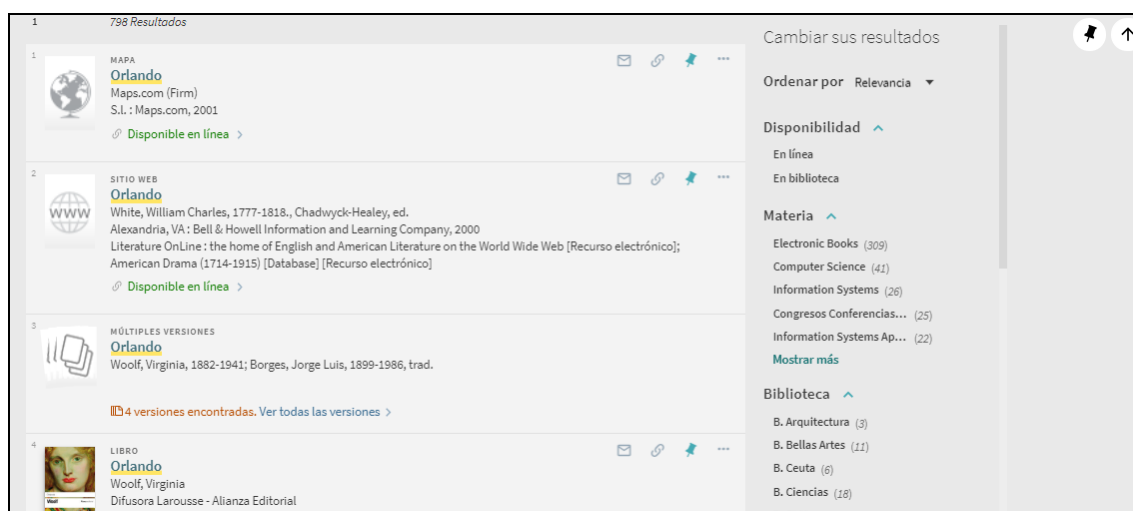 1 798 Resultados
1
MAPA
Orlando
Maps.com (Firm)
S.l. : Maps.com, 2001
Disponible en línea
2
SITIO WEB
WWW
Orlando
White, William Charles, 1777-1818., Chadwyck-Healey, ed.
Alexandria, VA : Bell & Howell Information and Learning Company, 2000
Literature OnLine : the home of English and American Literature on the World Wide Web [Recurso electrónico];
American Drama (1714-1915) [Database] [Recurso electrónico]
Disponible en línea
3
MÚLTIPLES VERSIONES
Orlando
Woolf, Virginia, 1882-1941; Borges, Jorge Luis, 1899-1986, trad.
4 versiones encontradas. Ver todas las versiones
4
LIBRO
Orlando
Woolf, Virginia
Difusora Larousse - Alianza Editorial
Woolf
Cambiar sus resultados
Ordenar por Relevancia
Disponibilidad
En línea
En biblioteca
Materia
Electronic Books (309)
Computer Science (41)
Information Systems (26)
Congresos Conferencias... (25)
Information Systems Ap... (22)
Mostrar más
Biblioteca
B. Arquitectura (3)
B. Bellas Artes (11)
B. Ceuta (6)
B. Ciencias (18)